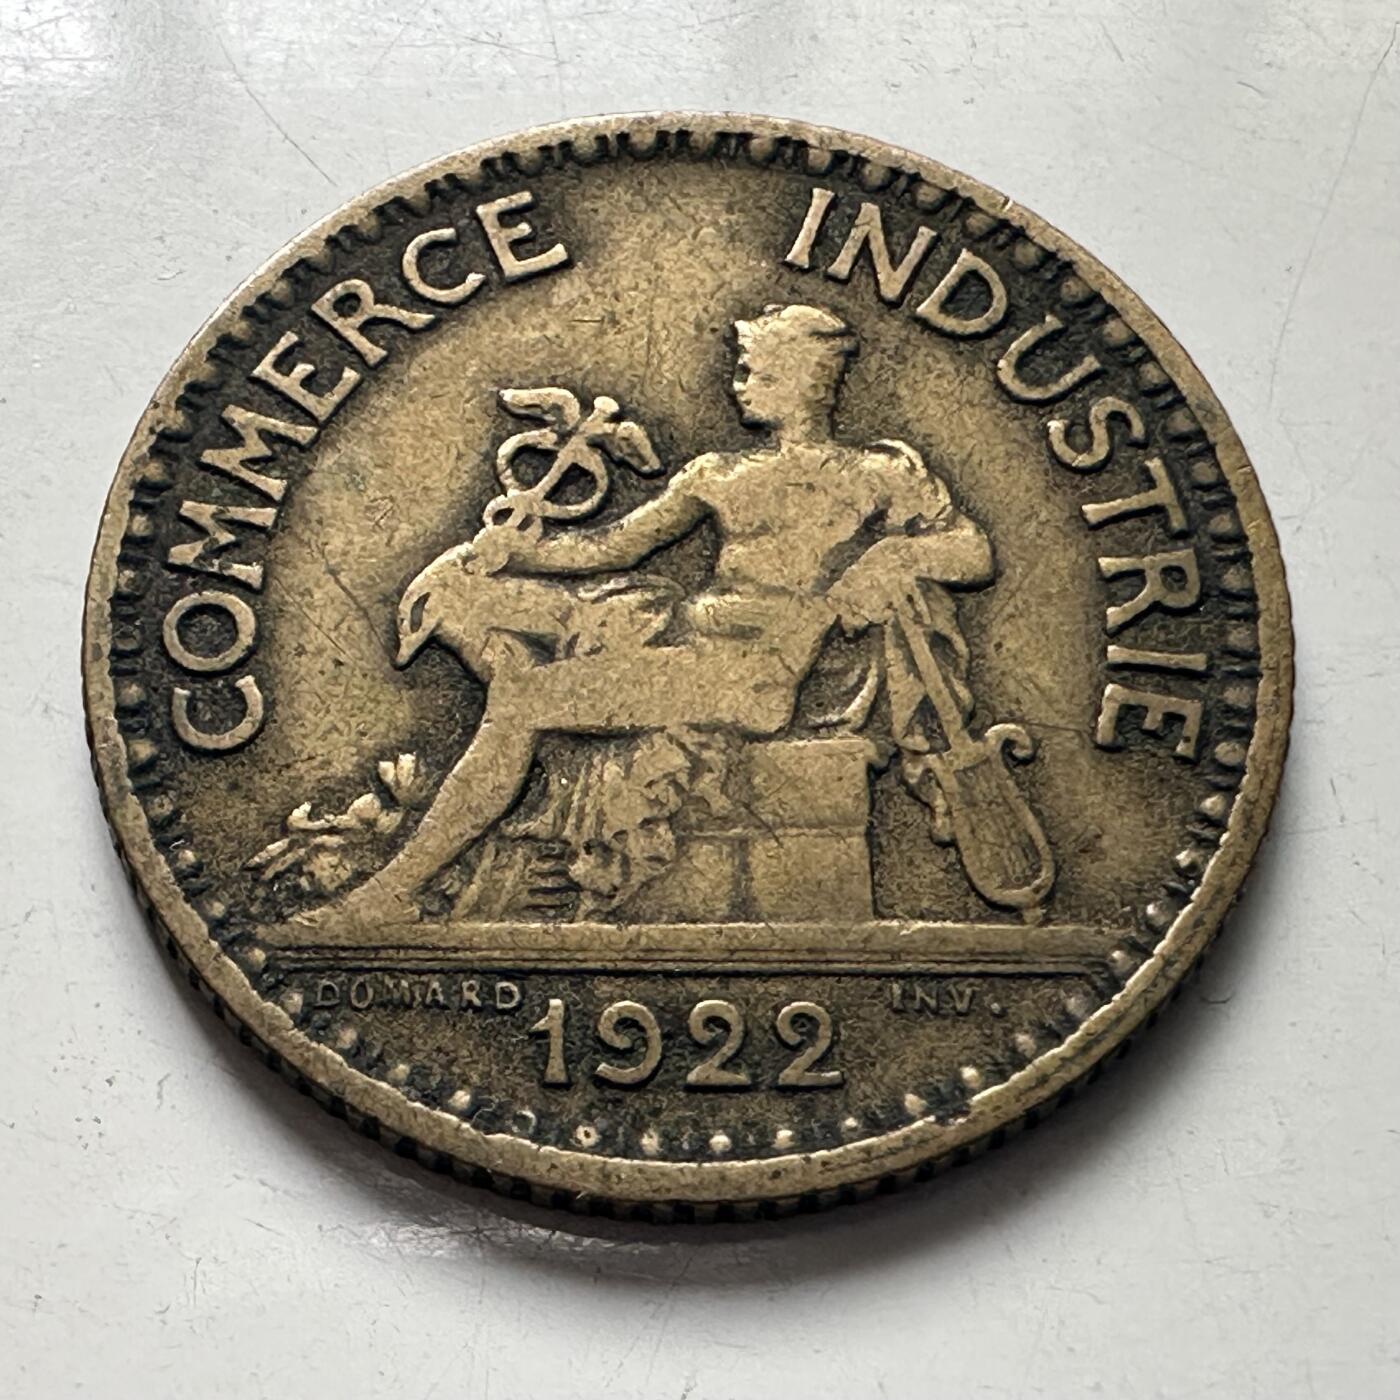 COMMERCE INDUSTRIE
DOMARD INV.
1922